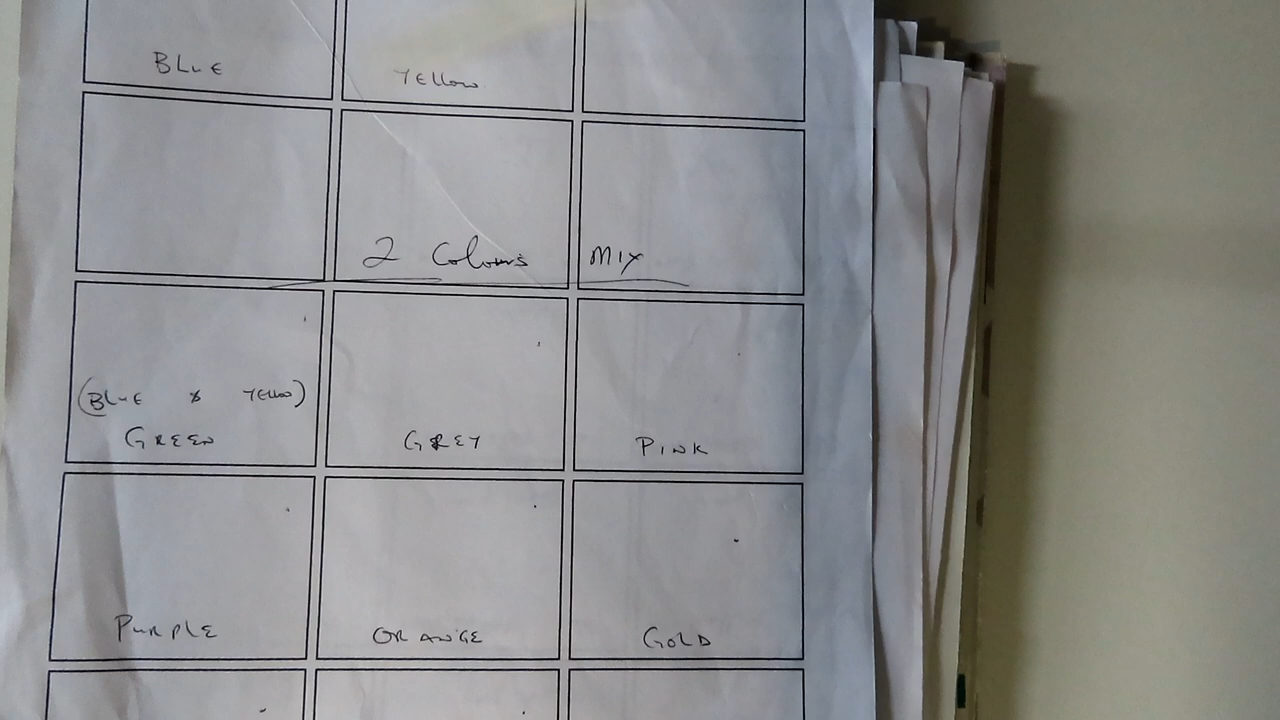 BLUE
YELLOW
2 Colours MIX
(BLUE & YELLOW)
GREEN
GREY
PINK
PURPLE
ORANGE
GOLD